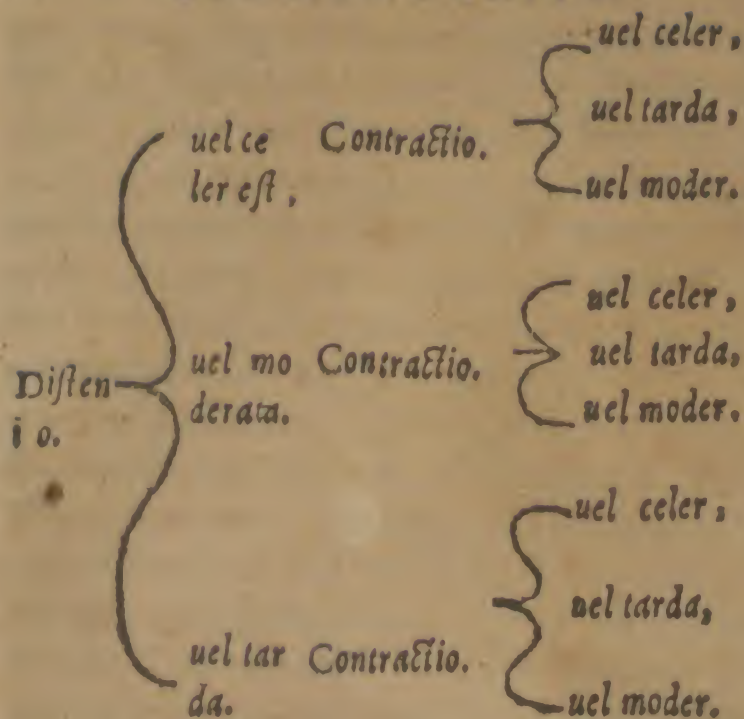 uel celer,
uel ce Contractio. uel tarda,
ler eſt,
uel moder.
uel celer,
Diſten uel mo Contractio. uel tarda,
i o. derata.
uel moder.
uel celer,
uel tarda,
uel tar Contractio.
da. uel moder.